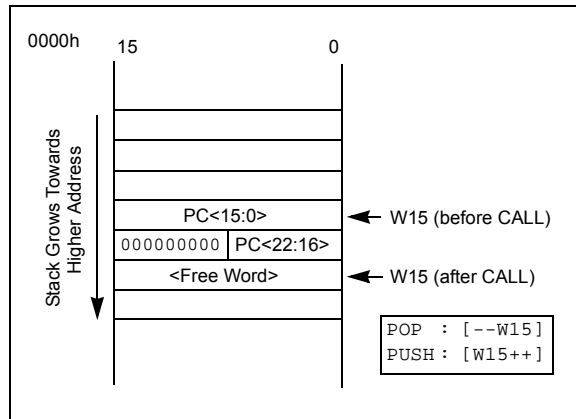 0000h
15 0
Stack Grows Towards
Higher Address
PC<15:0>
W15 (before CALL)
000000000 PC<22:16>
<Free Word>
W15 (after CALL)
POP : [--W15]
PUSH : [W15++]